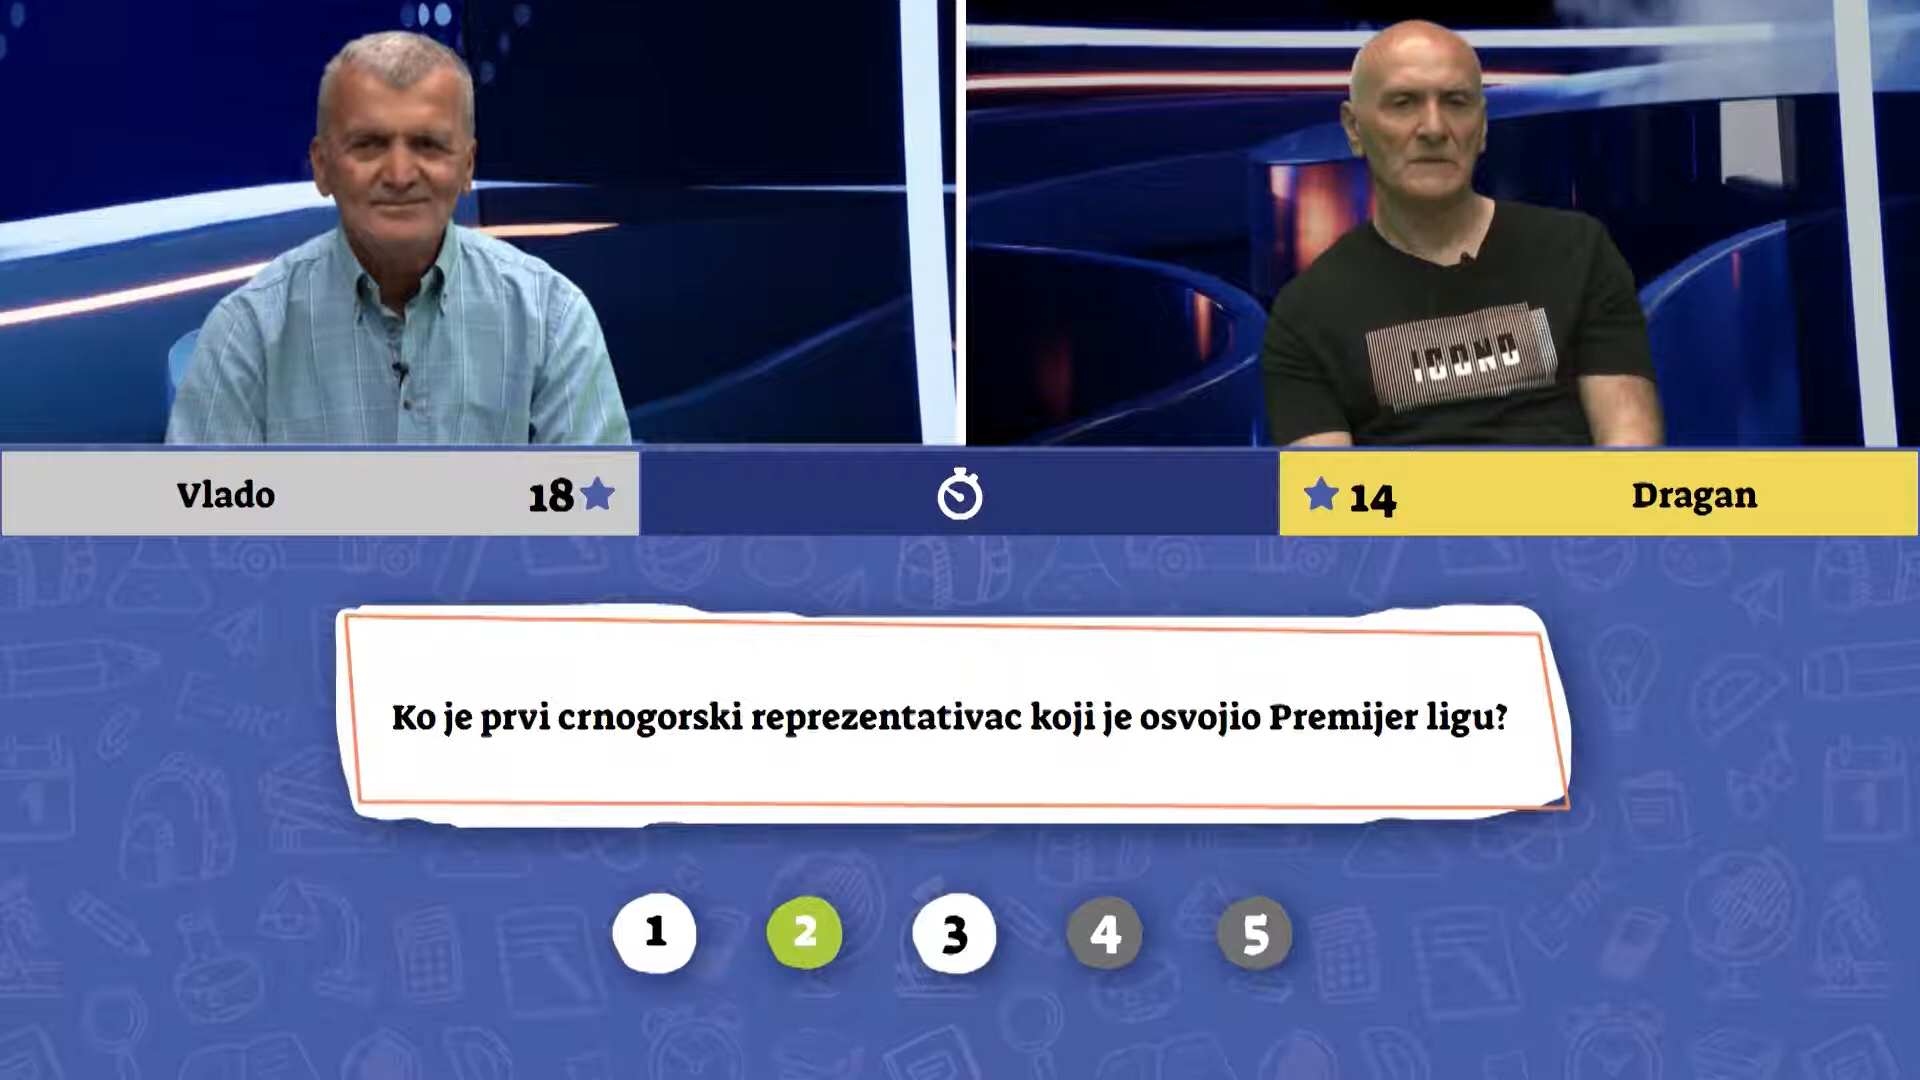 ICONO
Vlado 18 14 Dragan
Ko je prvi crnogorski reprezentativac koji je osvojio Premijer ligu?
1 2 3 4 5